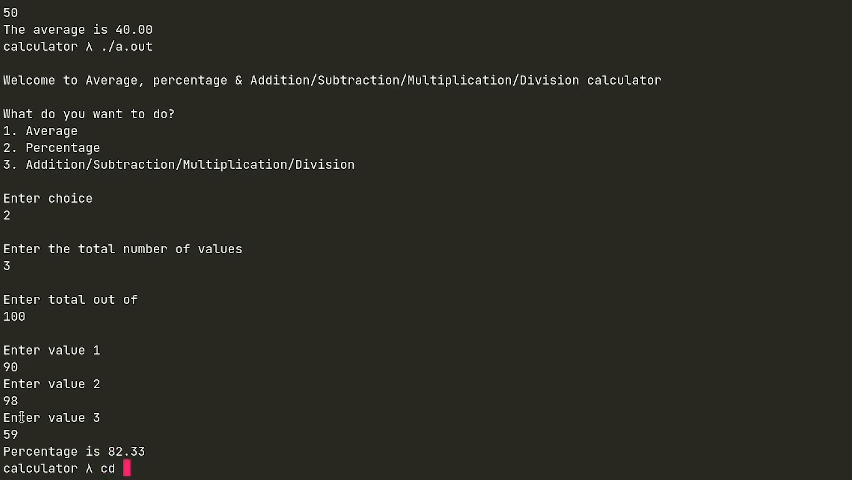 50
The average is 40.00
calculator λ ./a.out
Welcome to Average, percentage & Addition/Subtraction/Multiplication/Division calculator
What do you want to do?
1. Average
2. Percentage
3. Addition/Subtraction/Multiplication/Division
Enter choice
2
Enter the total number of values
3
Enter total out of
100
Enter value 1
90
Enter value 2
98
Enter value 3
59
Percentage is 82.33
calculator λ cd